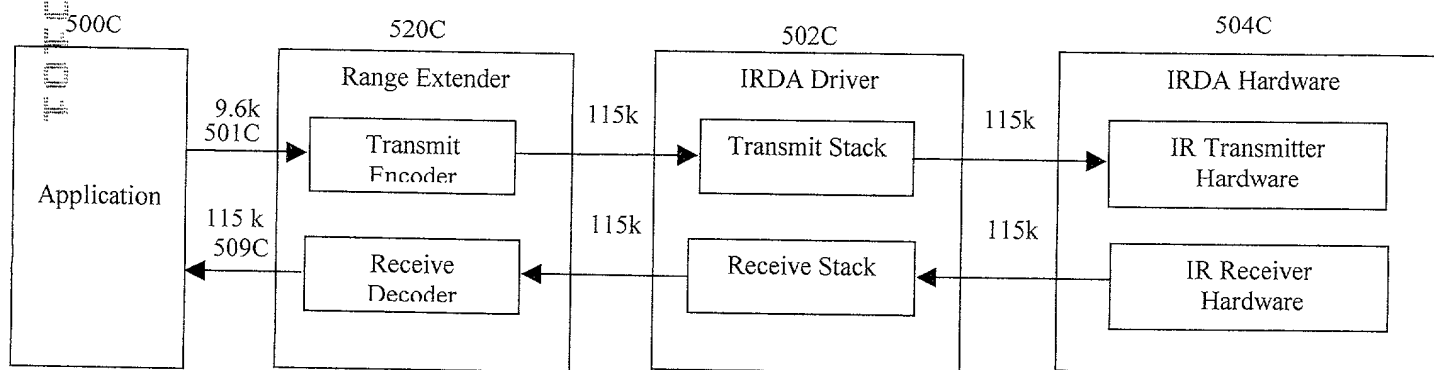 500C
520C
502C
504C
Range Extender
IRDA Driver
IRDA Hardware
9.6k
501C
115k
115k
Transmit
Encoder
Transmit Stack
IR Transmitter
Hardware
Application
115 k
509C
115k
115k
Receive
Decoder
Receive Stack
IR Receiver
Hardware